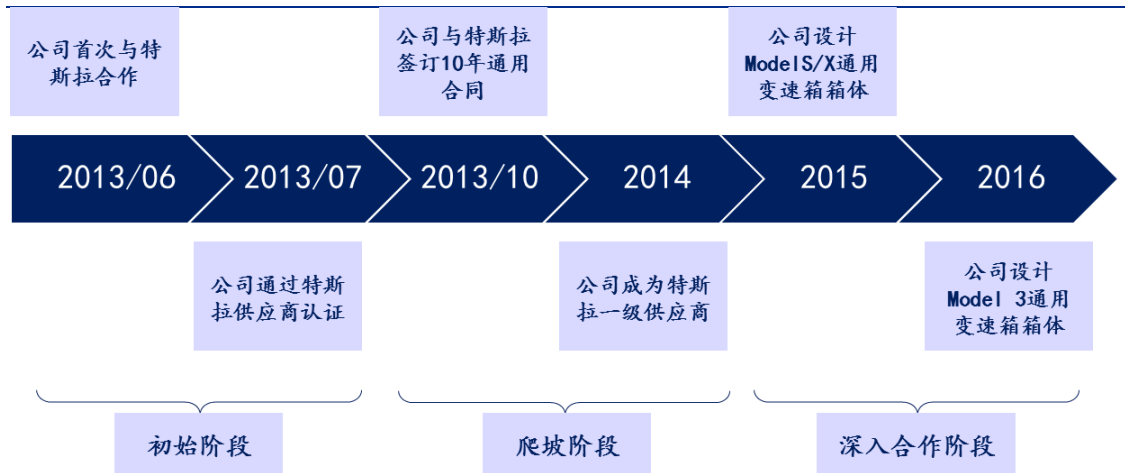 公司首次与特
斯拉合作
公司与特斯拉
签订10年通用
合同
公司设计
ModelS/X通用
变速箱箱体
2013/06
2013/07
2013/10
2014
2015
2016
公司通过特斯
拉供应商认证
公司成为特斯
拉一级供应商
公司设计
Model 3通用
变速箱箱体
初始阶段
爬坡阶段
深入合作阶段